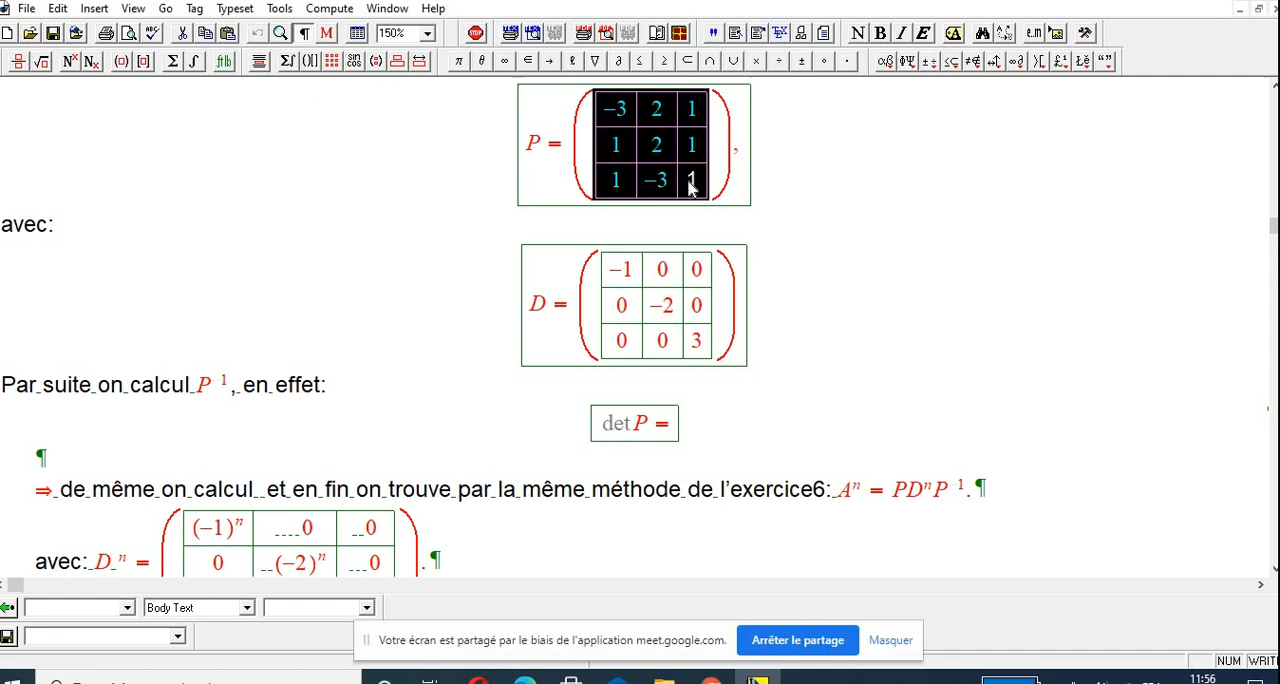 File Edit View Insert Go Tag Typeset Tools Compute Window Help
150%
P = ( −3 2 1
1 2 1
1 −3 1 ) ,
avec:
D = ( −1 0 0
0 −2 0
0 0 3 )
Par suite on calcul P⁻¹, en effet:
det P =
¶
⇒ de même on calcul et en fin on trouve par la même méthode de l'exercice6: Aⁿ = PDⁿP⁻¹. ¶
avec: D ⁿ = ( (−1)ⁿ ....0 ..0
0 ..(−2)ⁿ ...0 ) . ¶
Body Text
Votre écran est partagé par le biais de l'application meet.google.com. Arrêter le partage Masquer
NUM WRIT
11:56